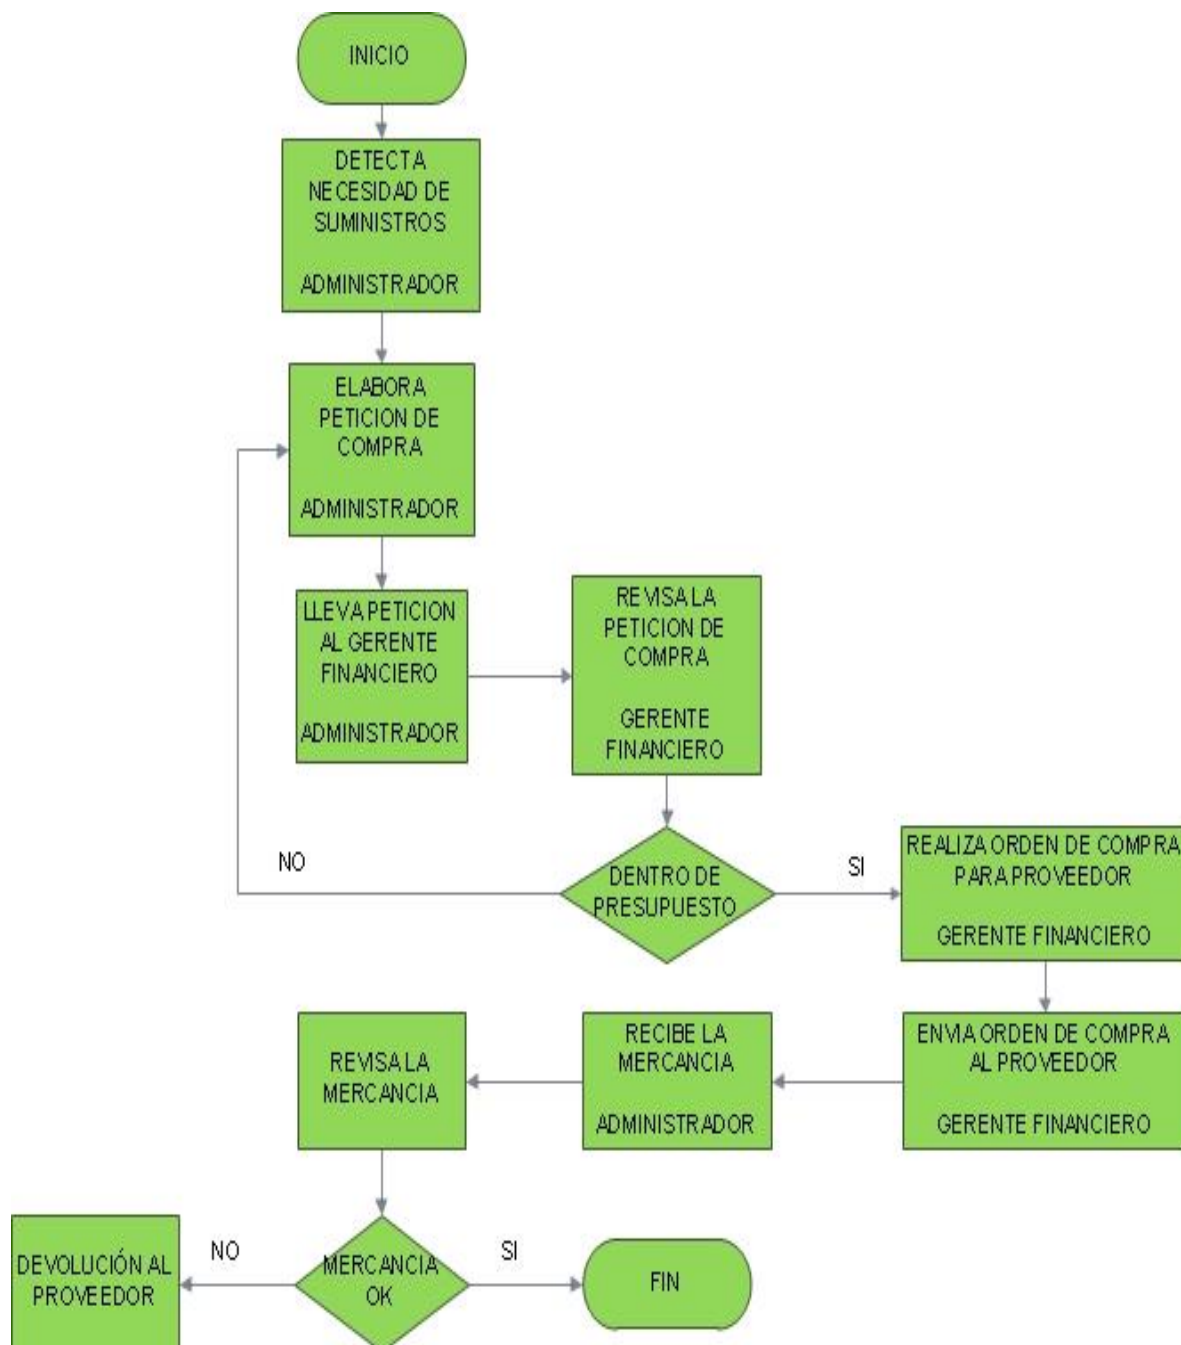 INICIO
DETECTA
NECESIDAD DE
SUMINISTROS
ADMINISTRADOR
ELABORA
PETICION DE
COMPRA
ADMINISTRADOR
LLEVA PETICION
AL GERENTE
FINANCIERO
ADMINISTRADOR
REVISA LA
PETICION DE
COMPRA
GERENTE
FINANCIERO
NO
DENTRO DE
PRESUPUESTO
SI
REALIZA ORDEN DE COMPRA
PARA PROVEEDOR
GERENTE FINANCIERO
ENVIA ORDEN DE COMPRA
AL PROVEEDOR
GERENTE FINANCIERO
RECIBE LA
MERCANCIA
ADMINISTRADOR
REVISA LA
MERCANCIA
MERCANCIA
OK
NO
DEVOLUCIÓN AL
PROVEEDOR
SI
FIN